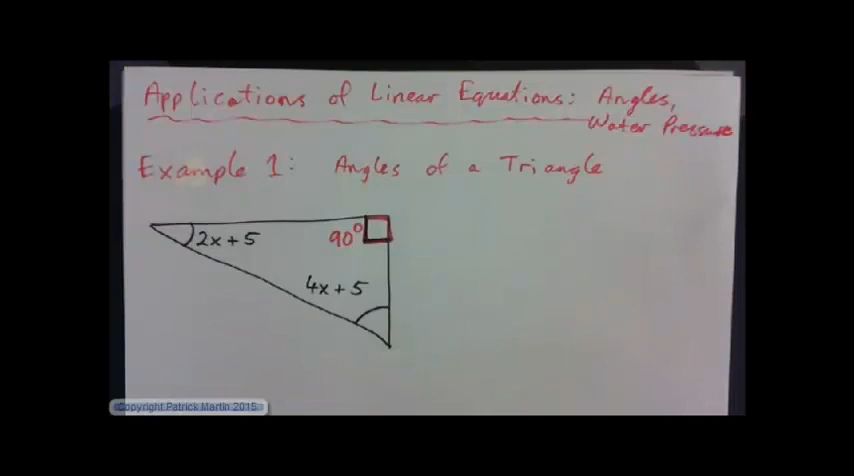 Applications of Linear Equations: Angles,
Water Pressure
Example 1: Angles of a Triangle
2x + 5
90°
4x + 5
Copyright Patrick Martin 2015